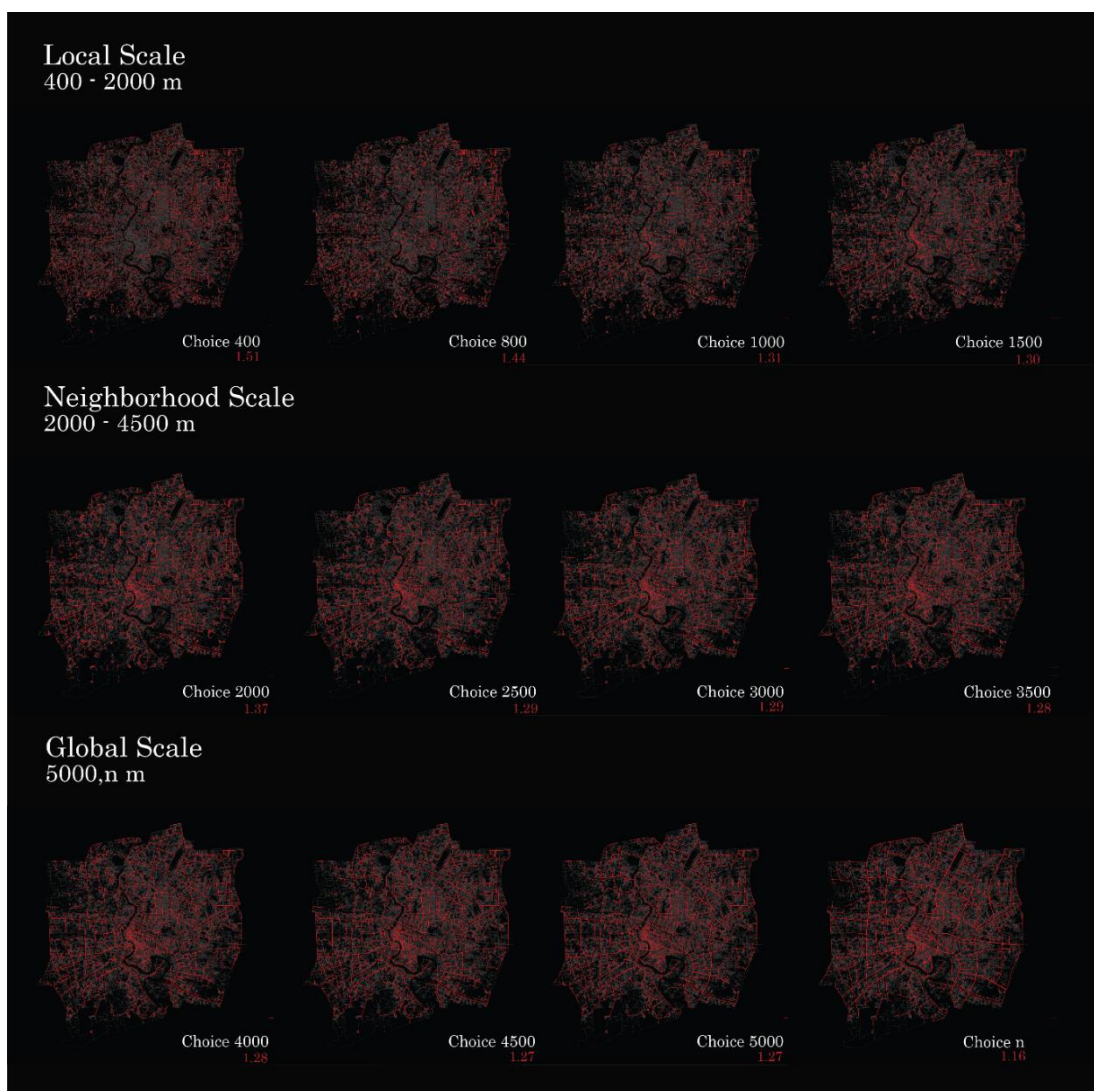 Local Scale
400 - 2000 m
Choice 400
1.51
Choice 800
1.44
Choice 1000
1.31
Choice 1500
1.30
Neighborhood Scale
2000 - 4500 m
Choice 2000
1.37
Choice 2500
1.29
Choice 3000
1.29
Choice 3500
1.28
Global Scale
5000,n m
Choice 4000
1.28
Choice 4500
1.27
Choice 5000
1.27
Choice n
1.16